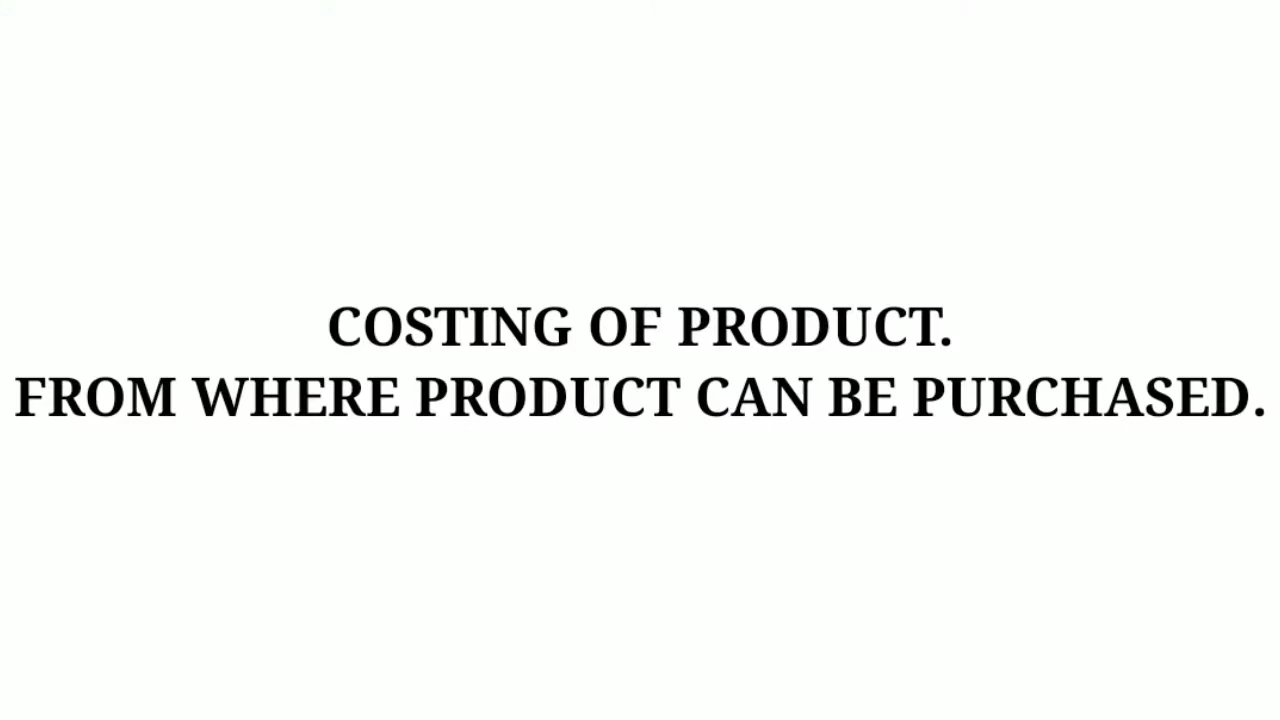 COSTING OF PRODUCT.
FROM WHERE PRODUCT CAN BE PURCHASED.